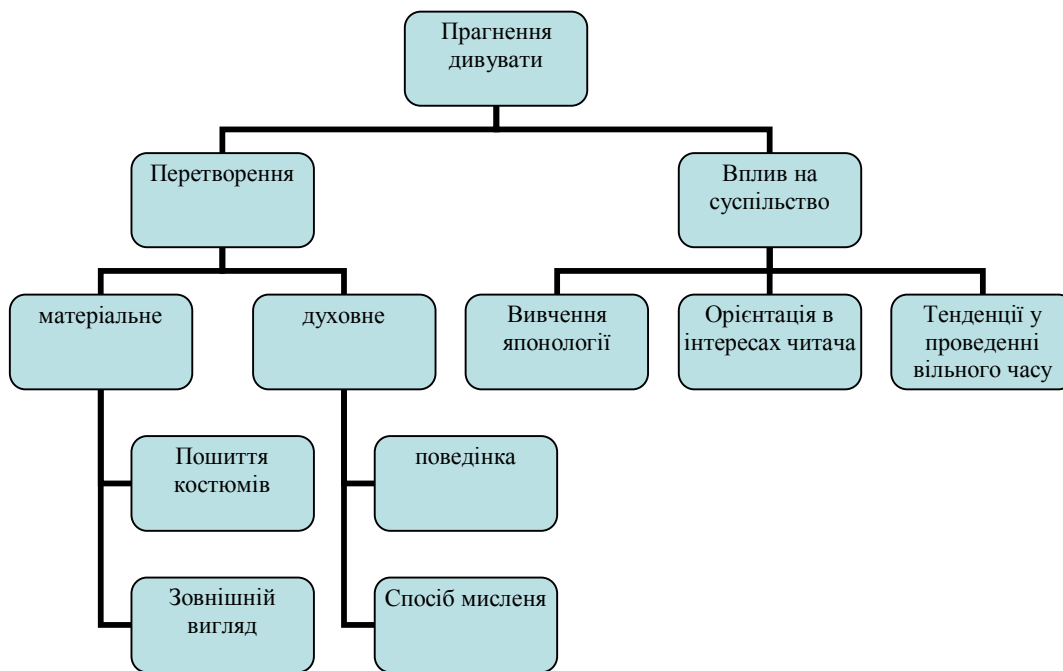 Прагнення
дивувати
Перетворення
Вплив на
суспільство
матеріальне
духовне
Вивчення
японології
Орієнтація в
інтересах читача
Тенденції у
проведенні
вільного часу
Пошиття
костюмів
поведінка
Зовнішній
вигляд
Спосіб мисленя